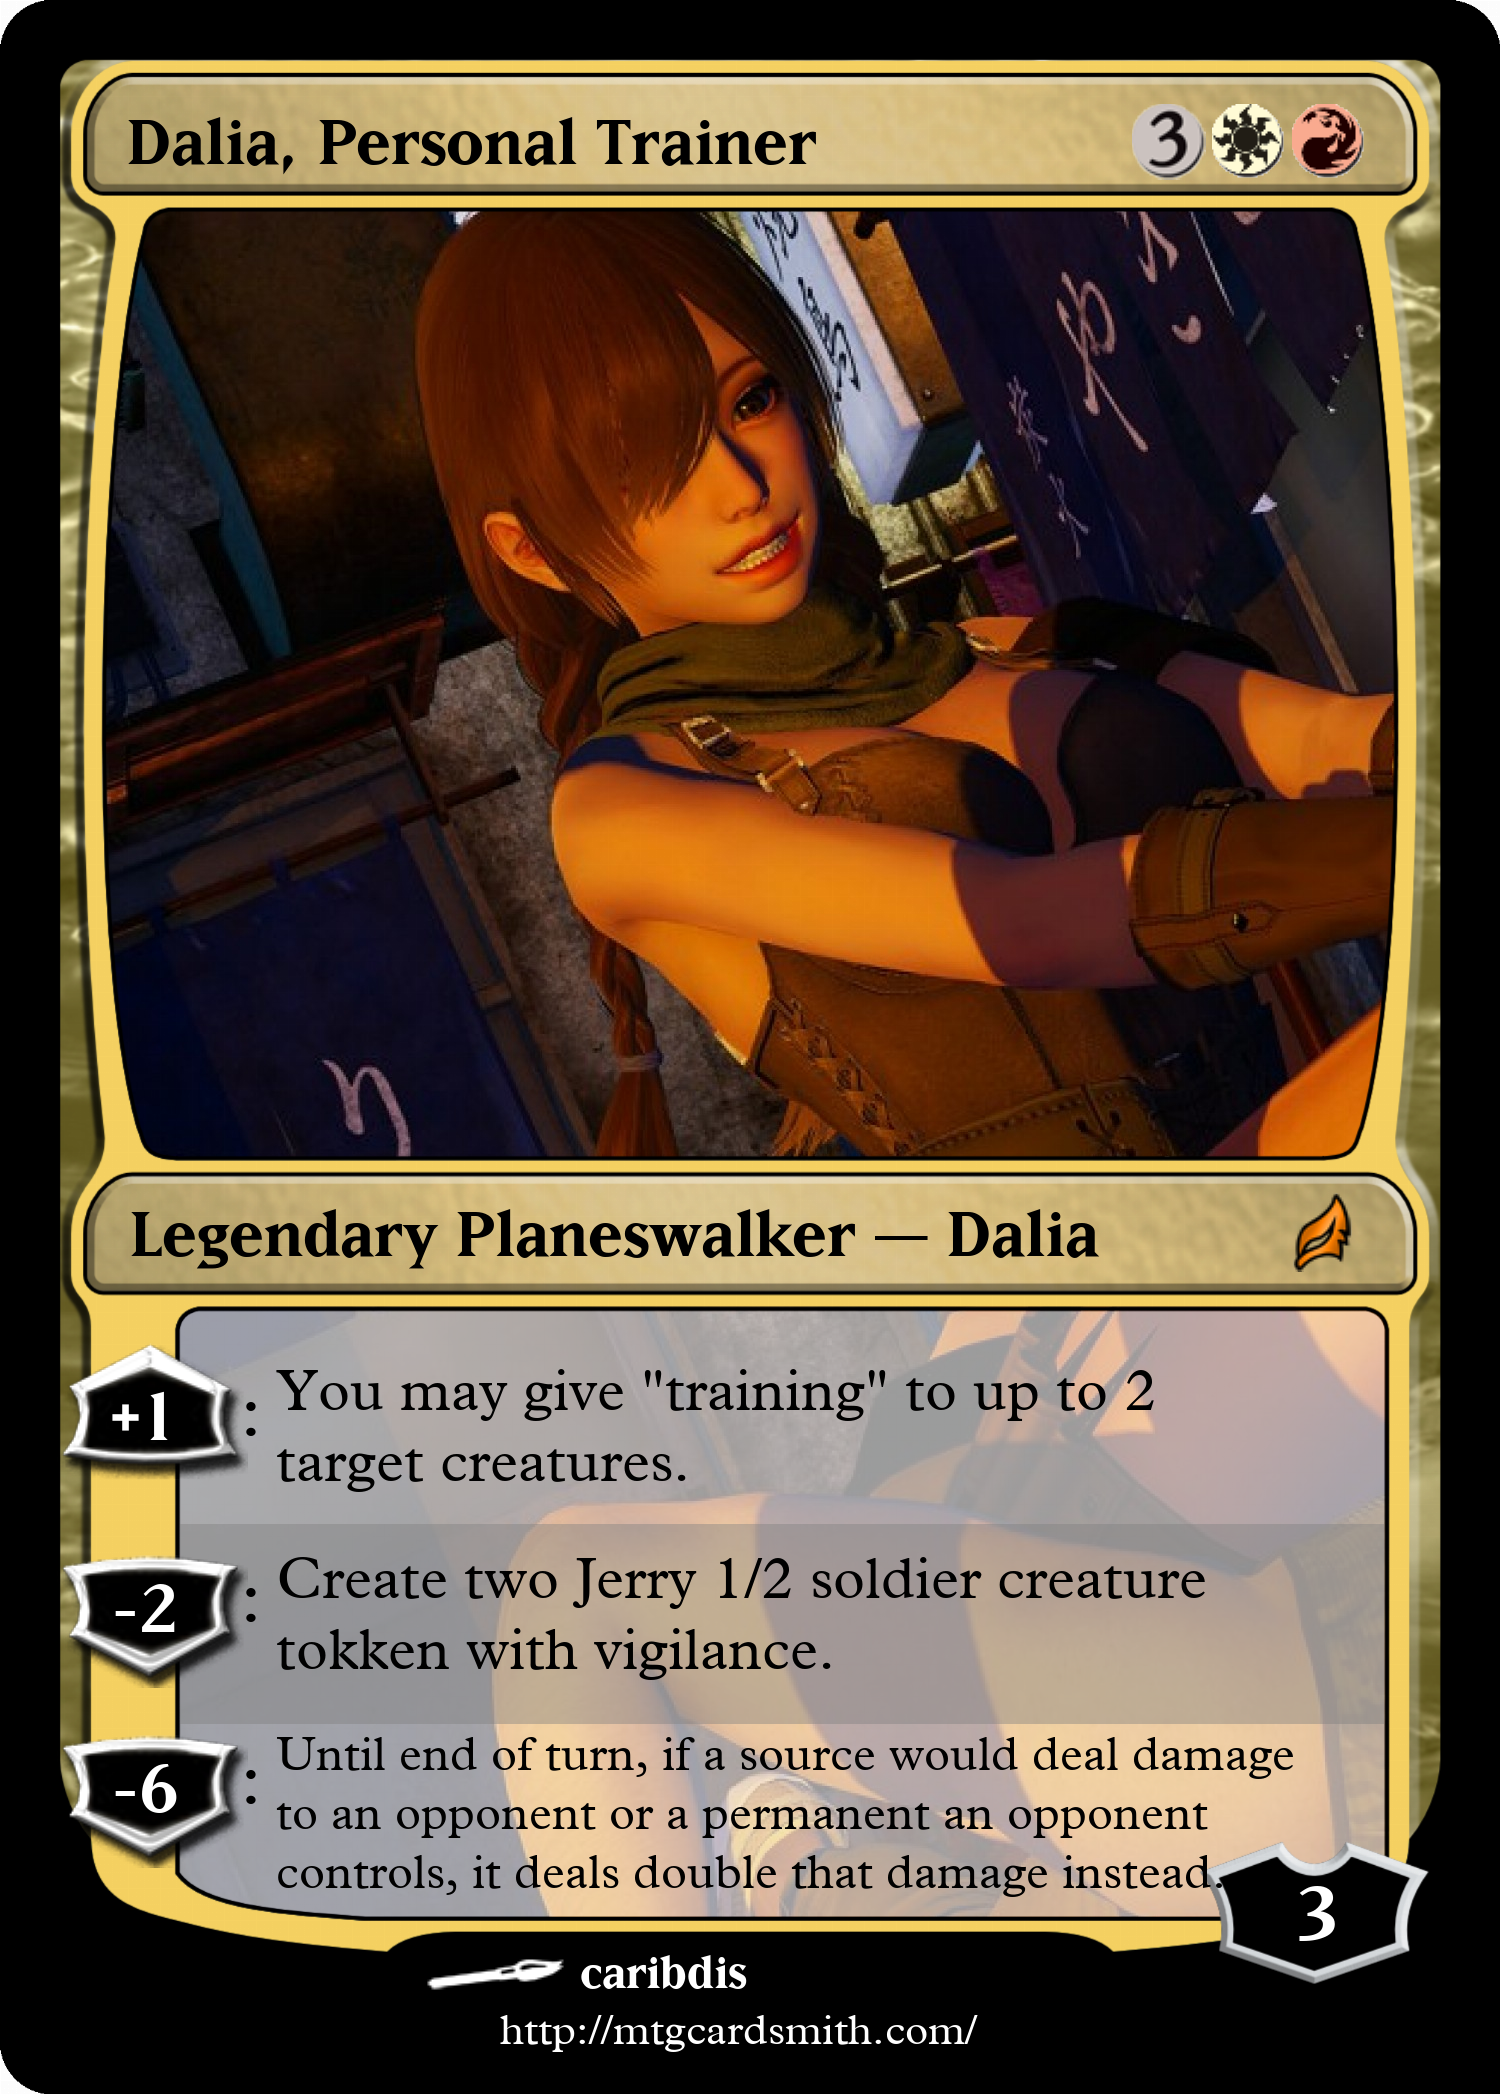 Dalia, Personal Trainer 3
Legendary Planeswalker — Dalia
+1 : You may give "training" to up to 2
target creatures.
-2 : Create two Jerry 1/2 soldier creature
tokken with vigilance.
-6 : Until end of turn, if a source would deal damage
to an opponent or a permanent an opponent
controls, it deals double that damage instead.
3
caribdis
http://mtgcardsmith.com/